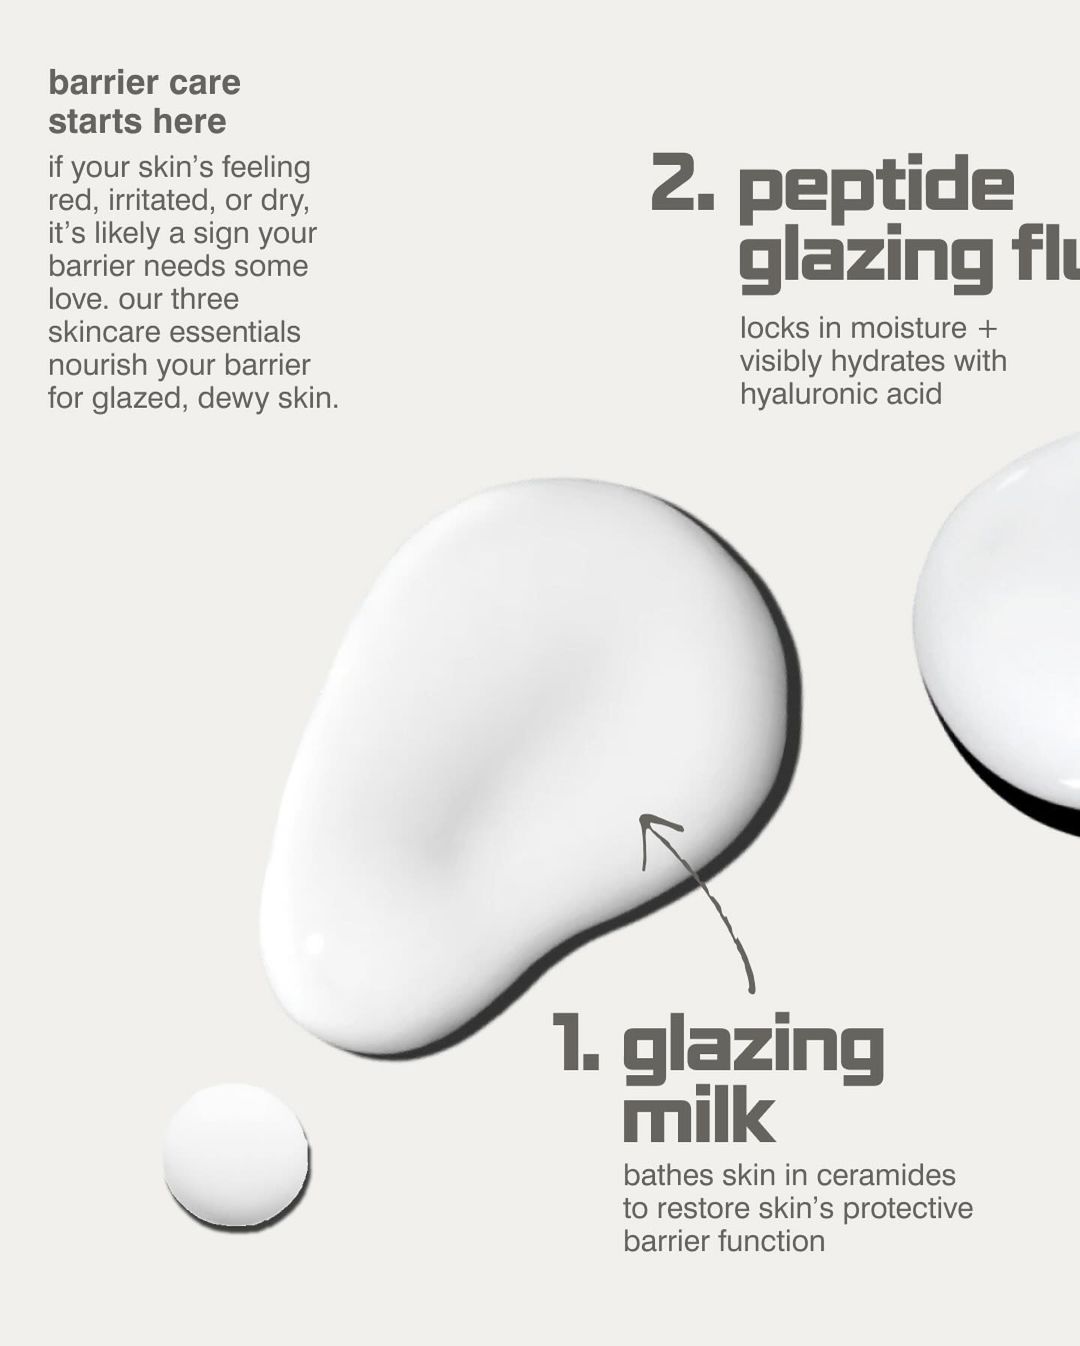 barrier care
starts here
if your skin’s feeling
red, irritated, or dry,
it’s likely a sign your
barrier needs some
love. our three
skincare essentials
nourish your barrier
for glazed, dewy skin.
2. peptide
glazing
locks in moisture +
visibly hydrates with
hyaluronic acid
1. glazing
milk
bathes skin in ceramides
to restore skin’s protective
barrier function